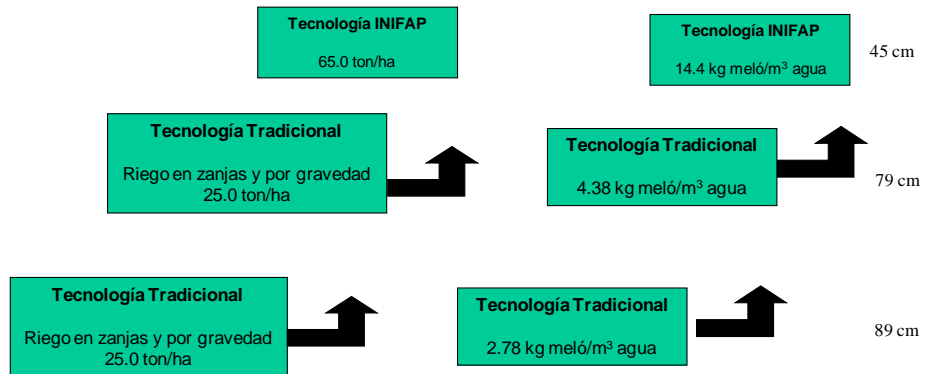 Tecnología INIFAP
65.0 ton/ha
Tecnología INIFAP
14.4 kg meló/m³ agua
45 cm
Tecnología Tradicional
Riego en zanjas y por gravedad
25.0 ton/ha
Tecnología Tradicional
4.38 kg meló/m³ agua
79 cm
Tecnología Tradicional
Riego en zanjas y por gravedad
25.0 ton/ha
Tecnología Tradicional
2.78 kg meló/m³ agua
89 cm